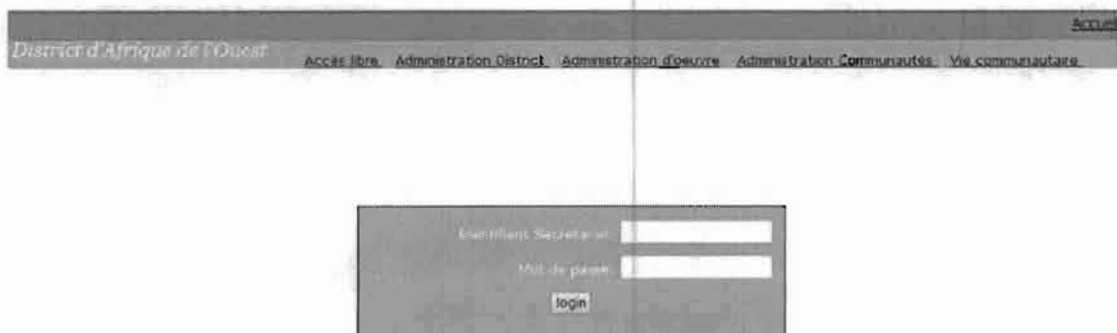 Accueil
District d'Afrique de l'Ouest
Accès libre Administration District Administration d'oeuvre Administration Communautés Vie communautaire
Identifiant Secrétariat:
Mot de passe:
login